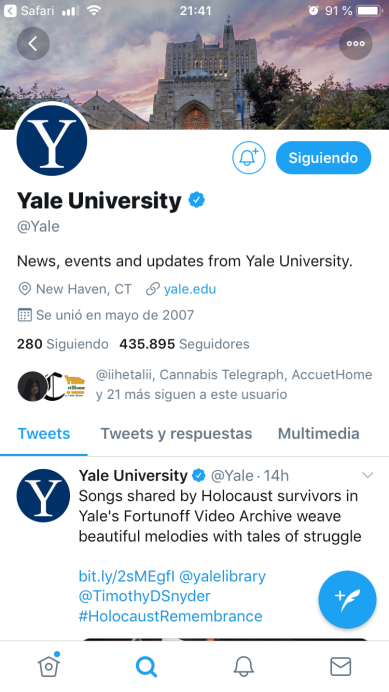 Safari 21:41 91 %
Y
Siguiendo
Yale University
@Yale
News, events and updates from Yale University.
New Haven, CT yale.edu
Se unió en mayo de 2007
280 Siguiendo 435.895 Seguidores
@iihetalii, Cannabis Telegraph, AccuetHome
y 21 más siguen a este usuario
Tweets Tweets y respuestas Multimedia
Y
Yale University @Yale · 14h
Songs shared by Holocaust survivors in
Yale's Fortunoff Video Archive weave
beautiful melodies with tales of struggle
bit.ly/2sMEgfI @yalelibrary
@TimothyDSnyder
#HolocaustRemembrance